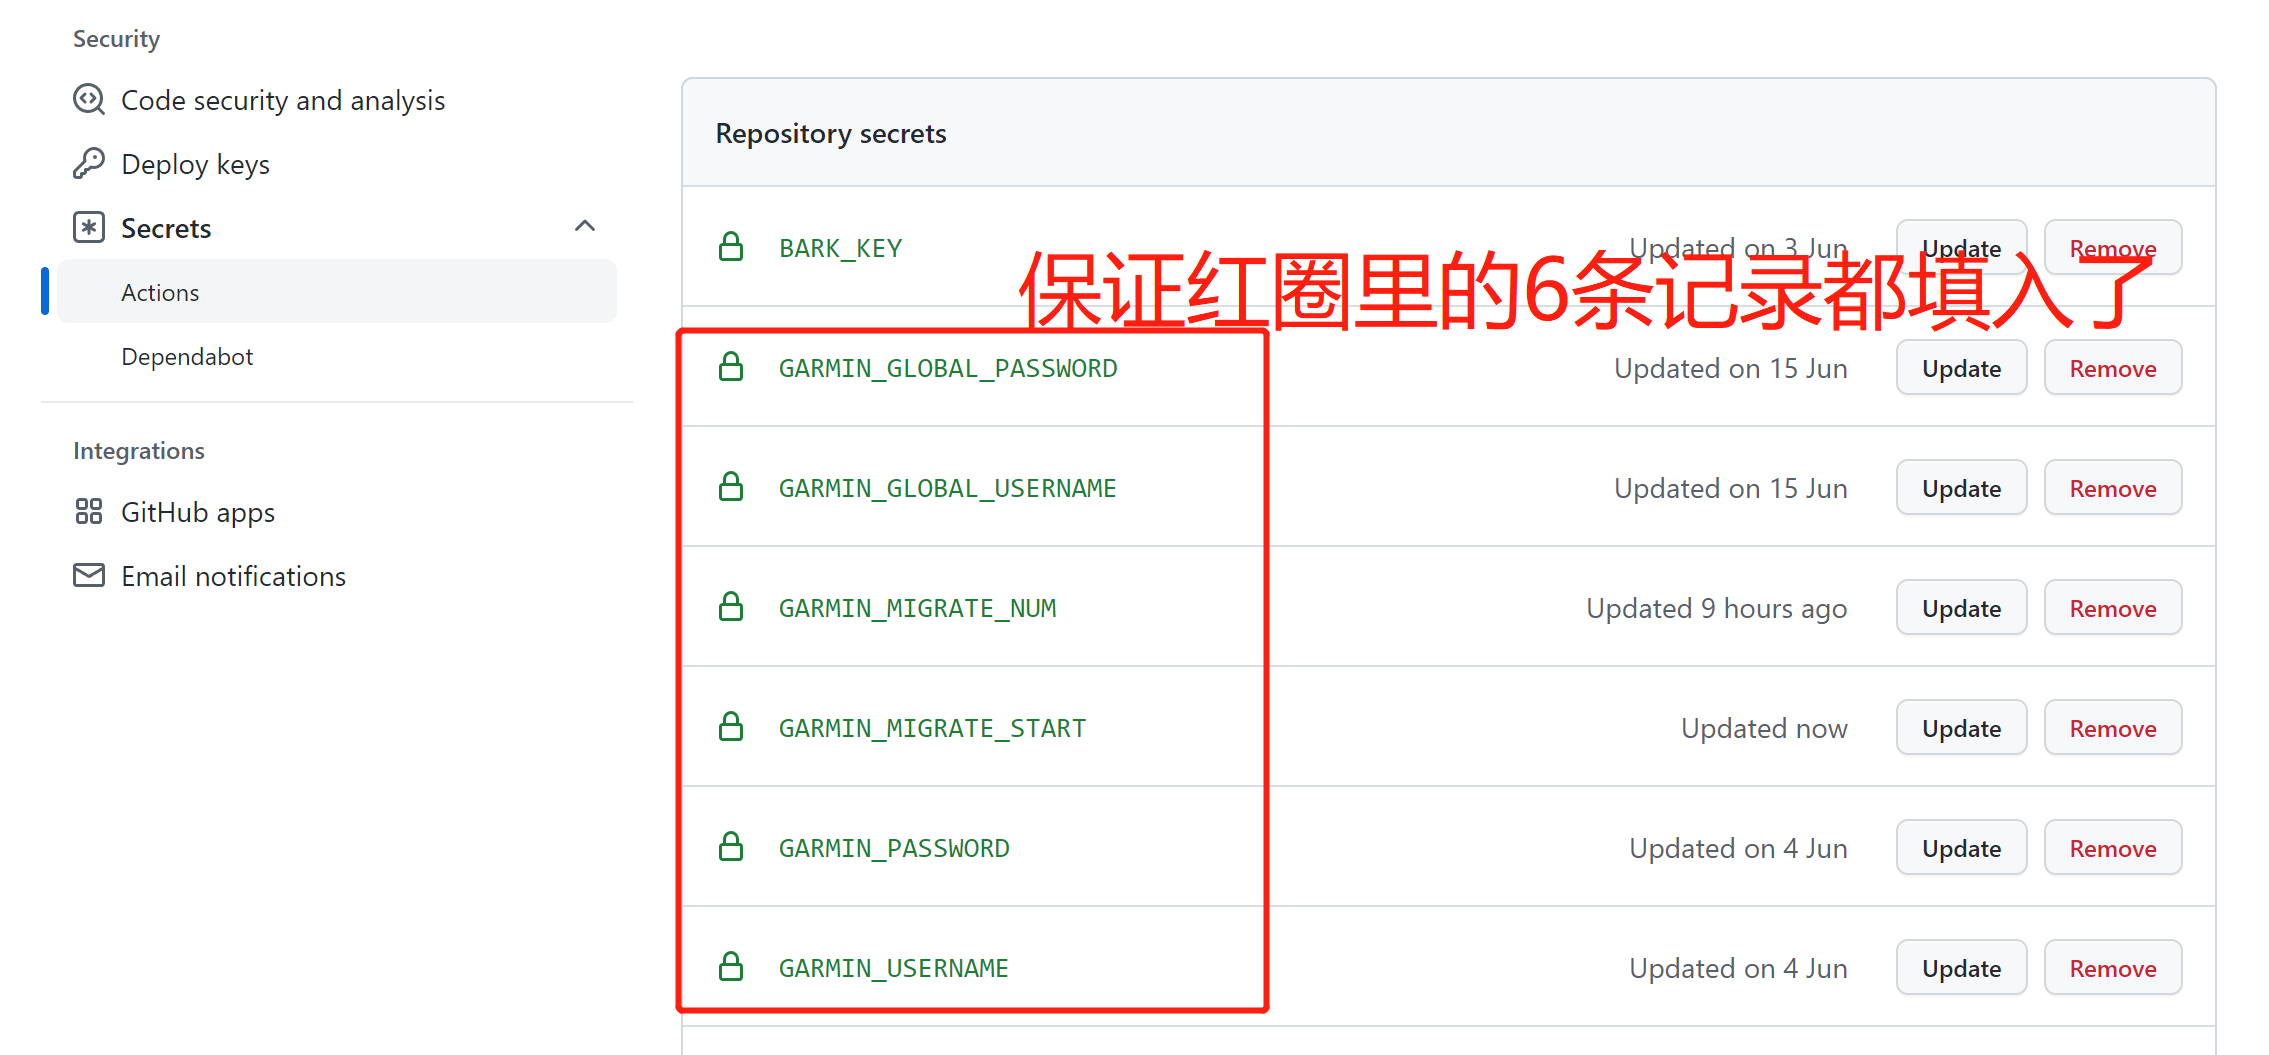 Security
Code security and analysis
Deploy keys
Secrets
Actions
Dependabot
Integrations
GitHub apps
Email notifications
Repository secrets
BARK_KEY
Updated on 3 Jun
Update
Remove
保证红圈里的6条记录都填入了
GARMIN_GLOBAL_PASSWORD
Updated on 15 Jun
Update
Remove
GARMIN_GLOBAL_USERNAME
Updated on 15 Jun
Update
Remove
GARMIN_MIGRATE_NUM
Updated 9 hours ago
Update
Remove
GARMIN_MIGRATE_START
Updated now
Update
Remove
GARMIN_PASSWORD
Updated on 4 Jun
Update
Remove
GARMIN_USERNAME
Updated on 4 Jun
Update
Remove